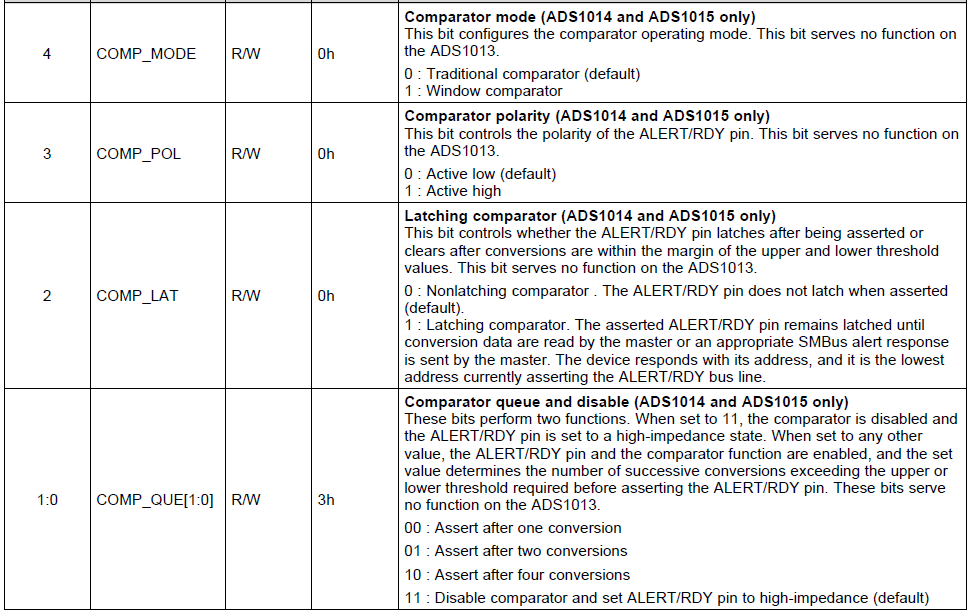 4
COMP_MODE
R/W
0h
Comparator mode (ADS1014 and ADS1015 only)
This bit configures the comparator operating mode. This bit serves no function on
the ADS1013.
0 : Traditional comparator (default)
1 : Window comparator
3
COMP_POL
R/W
0h
Comparator polarity (ADS1014 and ADS1015 only)
This bit controls the polarity of the ALERT/RDY pin. This bit serves no function on
the ADS1013.
0 : Active low (default)
1 : Active high
2
COMP_LAT
R/W
0h
Latching comparator (ADS1014 and ADS1015 only)
This bit controls whether the ALERT/RDY pin latches after being asserted or
clears after conversions are within the margin of the upper and lower threshold
values. This bit serves no function on the ADS1013.
0 : Nonlatching comparator . The ALERT/RDY pin does not latch when asserted
(default).
1 : Latching comparator. The asserted ALERT/RDY pin remains latched until
conversion data are read by the master or an appropriate SMBus alert response
is sent by the master. The device responds with its address, and it is the lowest
address currently asserting the ALERT/RDY bus line.
1:0
COMP_QUE[1:0]
R/W
3h
Comparator queue and disable (ADS1014 and ADS1015 only)
These bits perform two functions. When set to 11, the comparator is disabled and
the ALERT/RDY pin is set to a high-impedance state. When set to any other
value, the ALERT/RDY pin and the comparator function are enabled, and the set
value determines the number of successive conversions exceeding the upper or
lower threshold required before asserting the ALERT/RDY pin. These bits serve
no function on the ADS1013.
00 : Assert after one conversion
01 : Assert after two conversions
10 : Assert after four conversions
11 : Disable comparator and set ALERT/RDY pin to high-impedance (default)